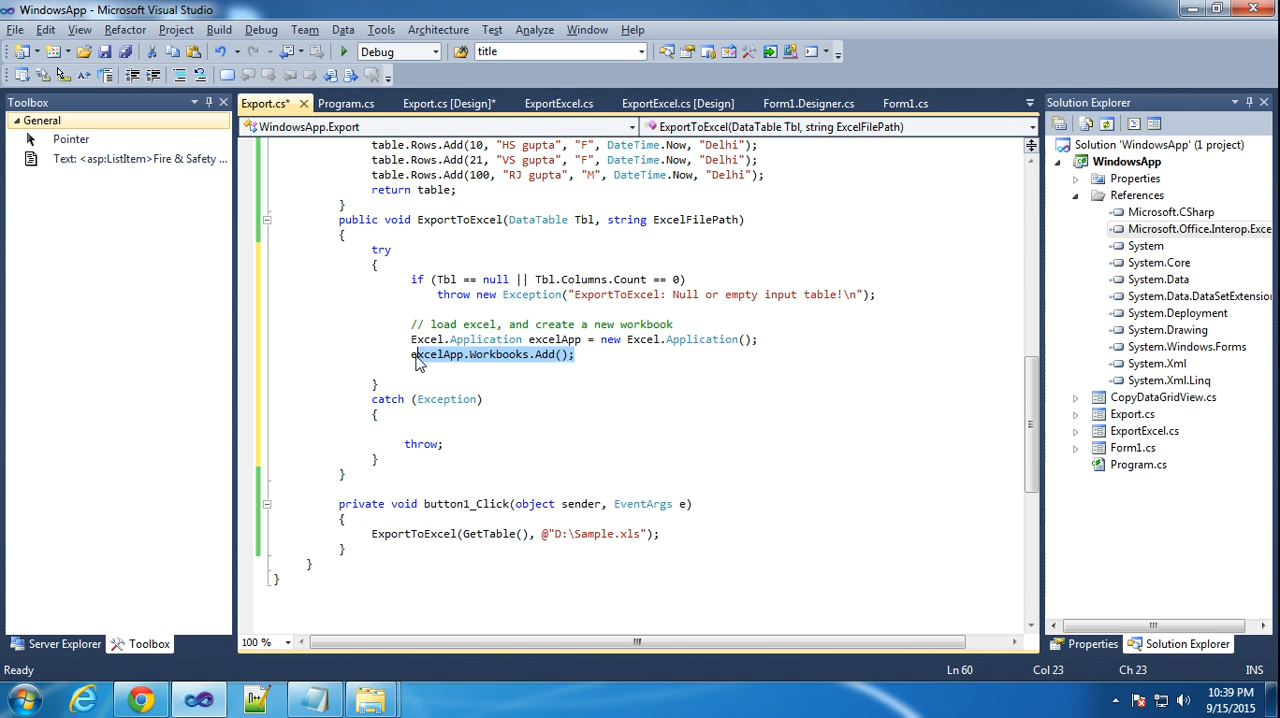 WindowsApp - Microsoft Visual Studio
File Edit View Refactor Project Build Debug Team Data Tools Architecture Test Analyze Window Help
Debug title
Toolbox
General
Pointer
Text: <asp:ListItem>Fire & Safety ...
Export.cs* Program.cs Export.cs [Design]* ExportExcel.cs ExportExcel.cs [Design] Form1.Designer.cs Form1.cs
WindowsApp.Export ExportToExcel(DataTable Tbl, string ExcelFilePath)
table.Rows.Add(10, "HS gupta", "F", DateTime.Now, "Delhi");
table.Rows.Add(21, "VS gupta", "F", DateTime.Now, "Delhi");
table.Rows.Add(100, "RJ gupta", "M", DateTime.Now, "Delhi");
return table;
}
public void ExportToExcel(DataTable Tbl, string ExcelFilePath)
{
try
{
if (Tbl == null || Tbl.Columns.Count == 0)
throw new Exception("ExportToExcel: Null or empty input table!\n");
// load excel, and create a new workbook
Excel.Application excelApp = new Excel.Application();
excelApp.Workbooks.Add();
}
catch (Exception)
{
throw;
}
}
private void button1_Click(object sender, EventArgs e)
{
ExportToExcel(GetTable(), @"D:\Sample.xls");
}
}
}
100 %
Solution Explorer
Solution 'WindowsApp' (1 project)
WindowsApp
Properties
References
Microsoft.CSharp
Microsoft.Office.Interop.Exce
System
System.Core
System.Data
System.Data.DataSetExtension
System.Deployment
System.Drawing
System.Windows.Forms
System.Xml
System.Xml.Linq
CopyDataGridView.cs
Export.cs
ExportExcel.cs
Form1.cs
Program.cs
Server Explorer Toolbox
Properties Solution Explorer
Ready Ln 60 Col 23 Ch 23 INS
10:39 PM
9/15/2015